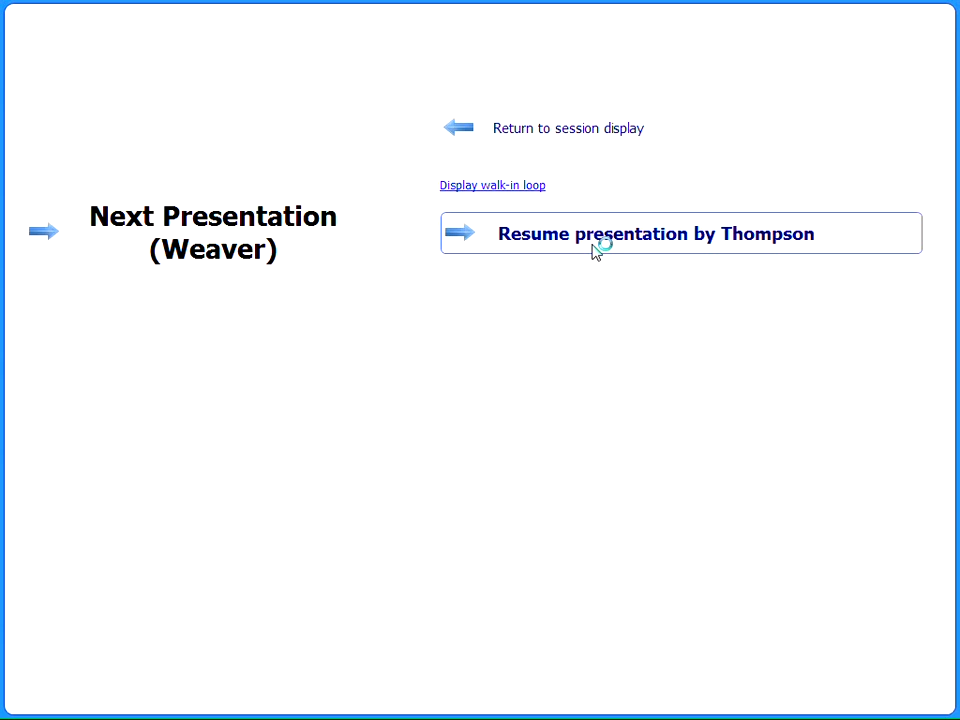 Return to session display
Display walk-in loop
Next Presentation
(Weaver)
Resume presentation by Thompson